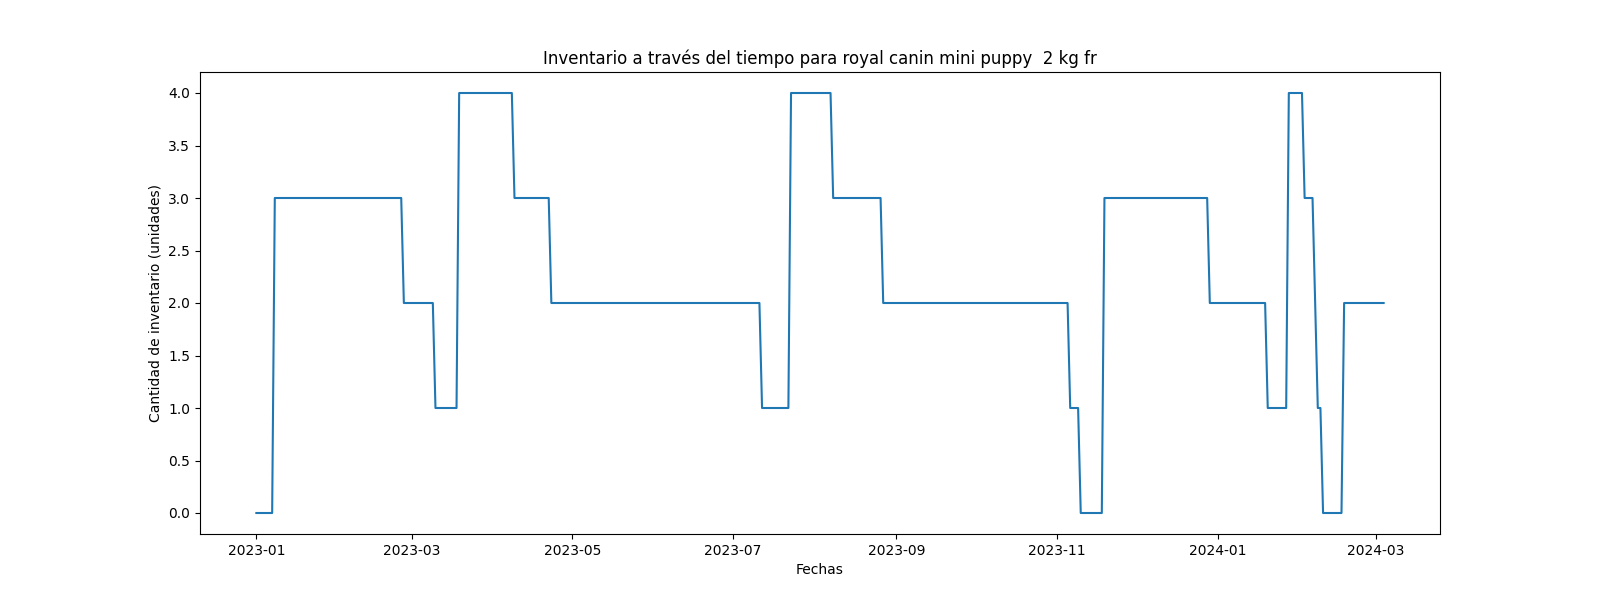 Inventario a través del tiempo para royal canin mini puppy  2 kg fr
Cantidad de inventario (unidades)
4.0
3.5
3.0
2.5
2.0
1.5
1.0
0.5
0.0
2023-01 2023-03 2023-05 2023-07 2023-09 2023-11 2024-01 2024-03
Fechas